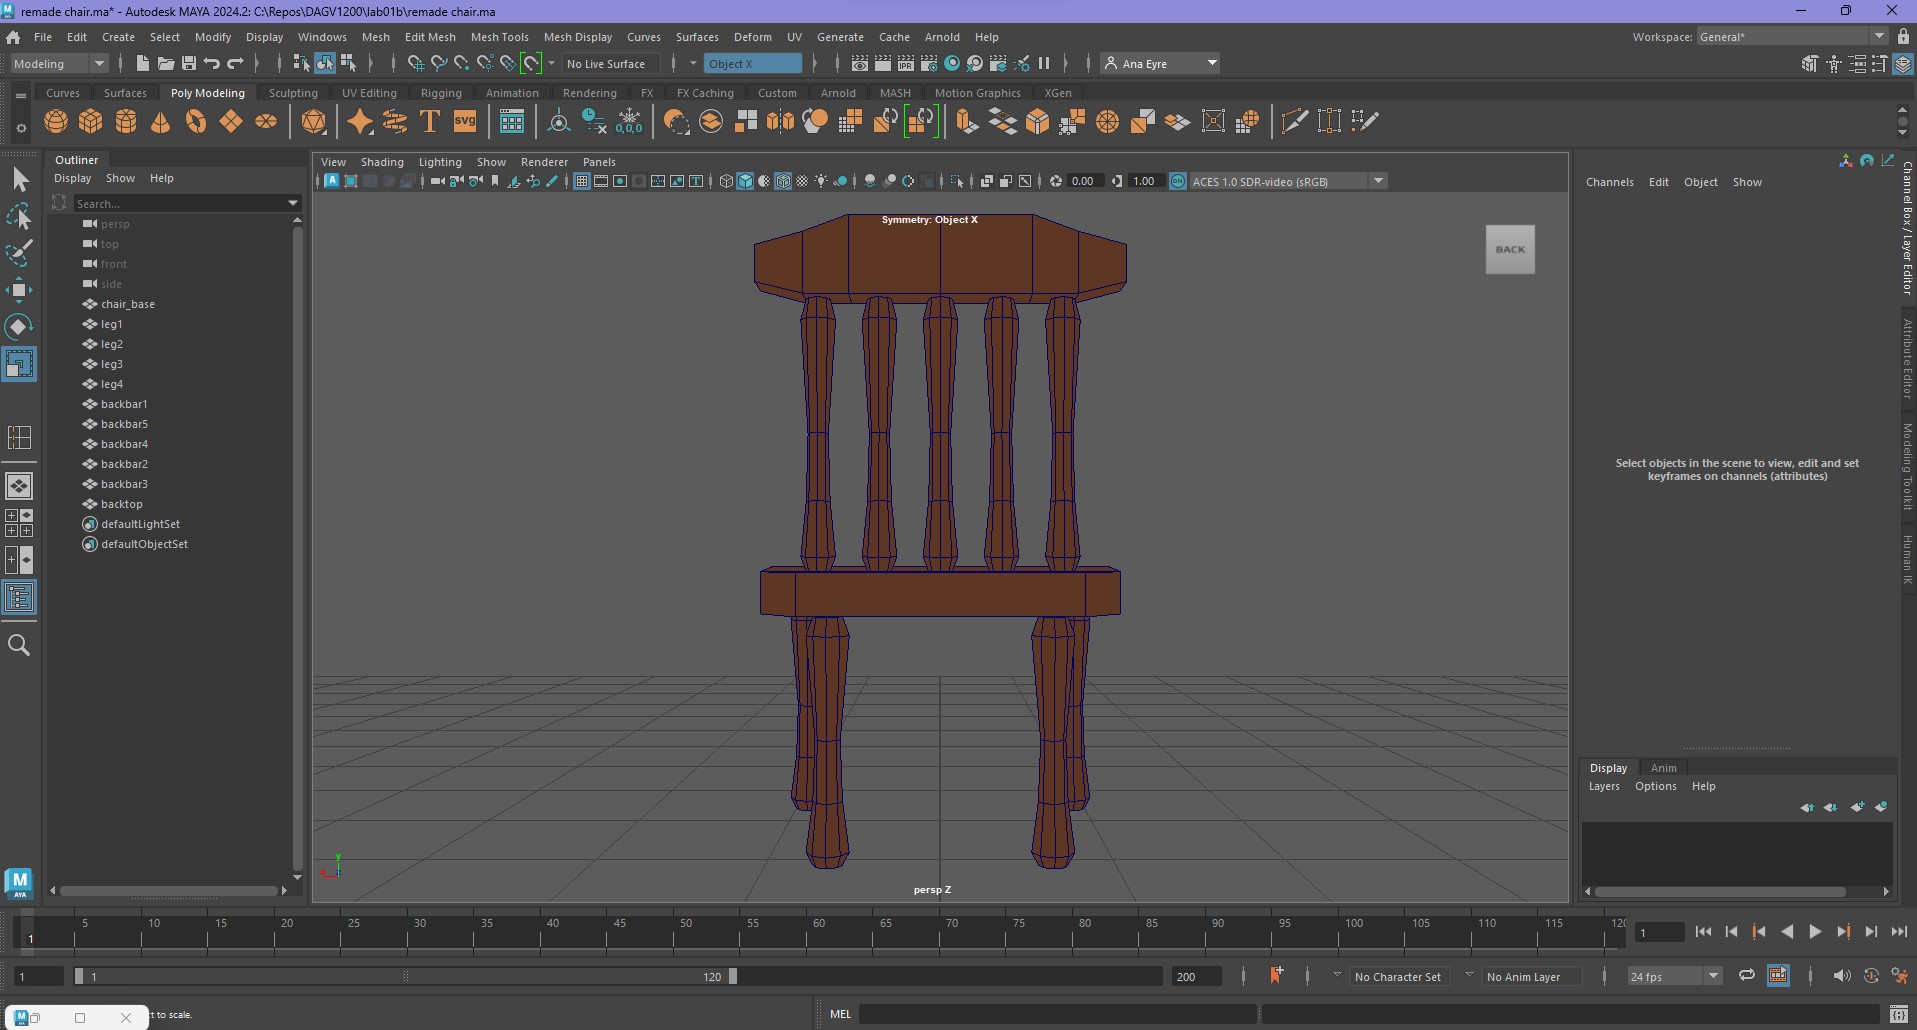 remade chair.ma* - Autodesk MAYA 2024.2: C:\Repos\DAGV1200\lab01b\remade chair.ma
File Edit Create Select Modify Display Windows Mesh Edit Mesh Mesh Tools Mesh Display Curves Surfaces Deform UV Generate Cache Arnold Help
Workspace: General*
Modeling
No Live Surface
Object X
IPR
Ana Eyre
Curves Surfaces Poly Modeling Sculpting UV Editing Rigging Animation Rendering FX FX Caching Custom Arnold MASH Motion Graphics XGen
T
SVG
0,0,0
Outliner
Display Show Help
Search...
persp
top
front
side
chair_base
leg1
leg2
leg3
leg4
backbar1
backbar5
backbar4
backbar2
backbar3
backtop
defaultLightSet
defaultObjectSet
View Shading Lighting Show Renderer Panels
0.00
1.00
ON
ACES 1.0 SDR-video (sRGB)
Symmetry: Object X
BACK
y
x
z
persp Z
Channels Edit Object Show
Select objects in the scene to view, edit and set
keyframes on channels (attributes)
Channel Box / Layer Editor
Attribute Editor
Modeling Toolkit
Human IK
Display Anim
Layers Options Help
M
AYA
5 10 15 20 25 30 35 40 45 50 55 60 65 70 75 80 85 90 95 100 105 110 115 120
1
1
1
1
120
200
No Character Set
No Anim Layer
24 fps
ct to scale.
MEL